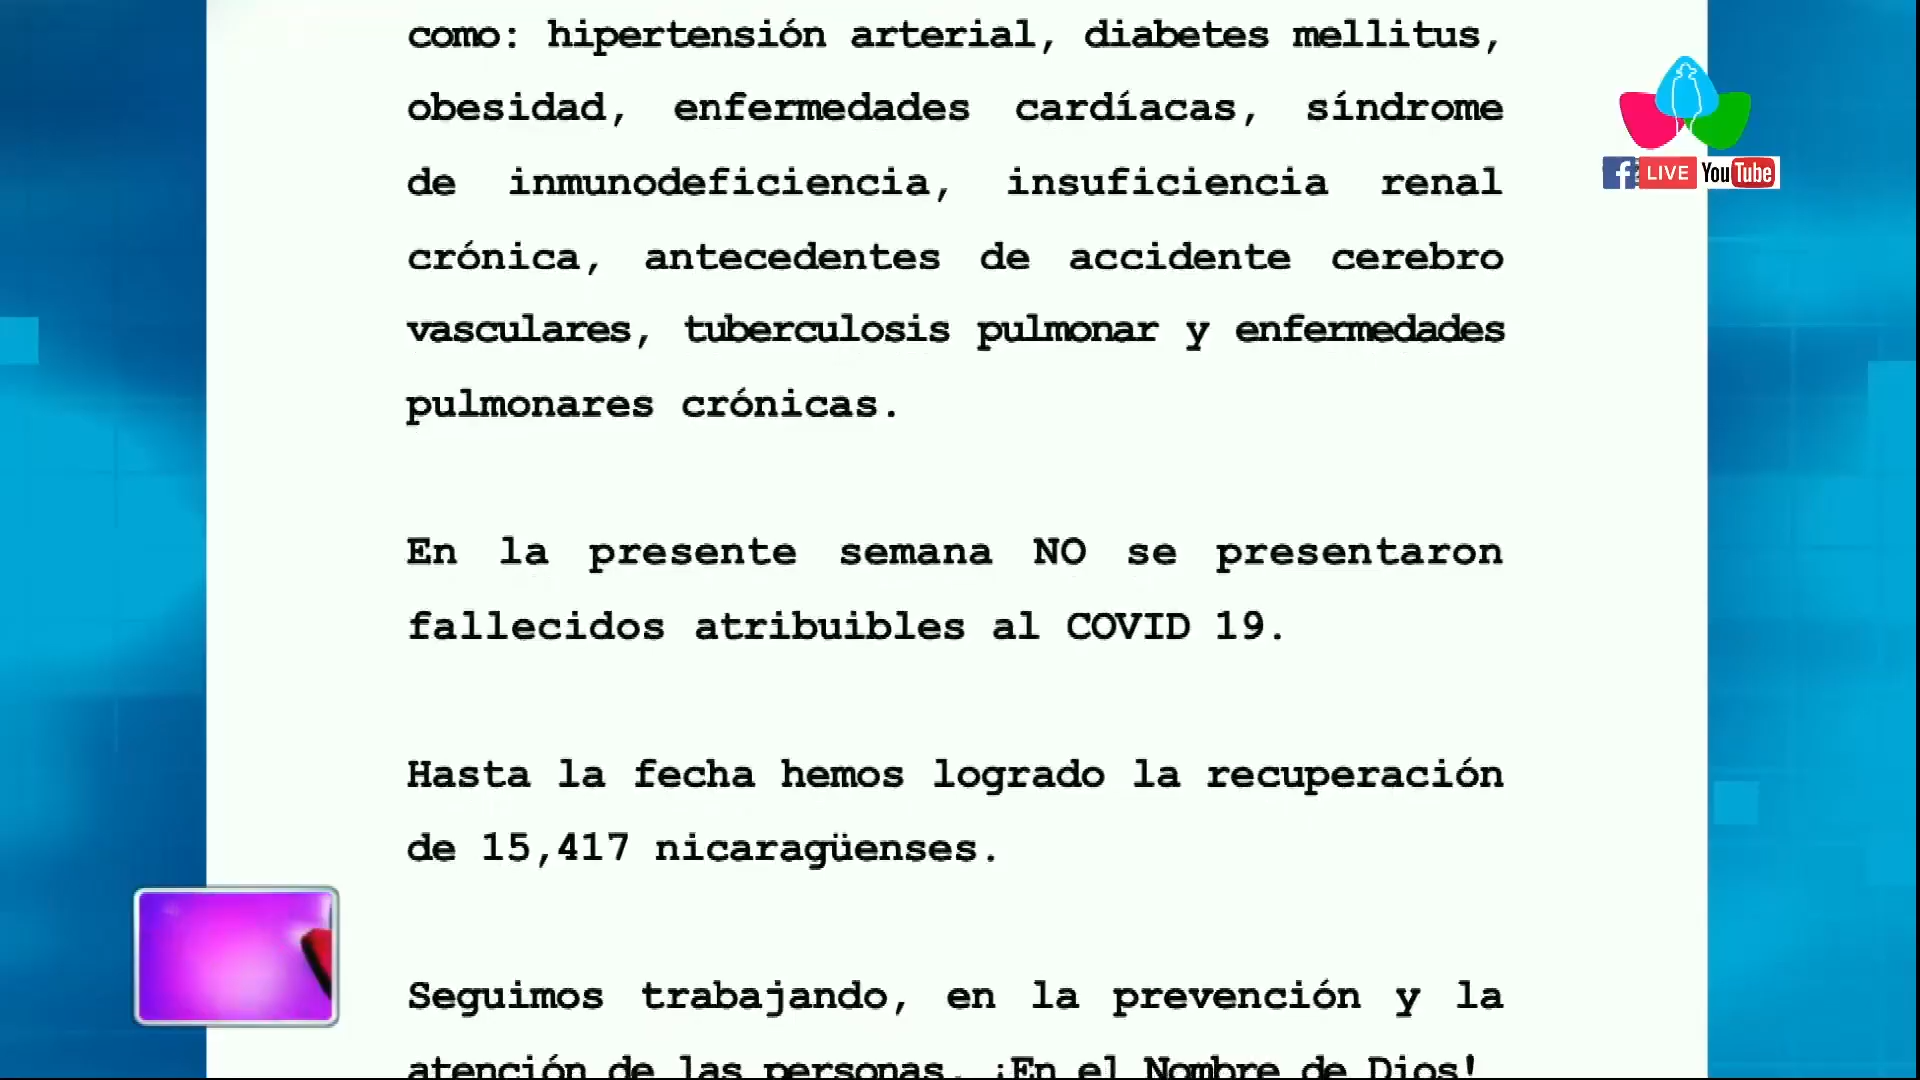 como: hipertensión arterial, diabetes mellitus,
obesidad, enfermedades cardíacas, síndrome
de inmunodeficiencia, insuficiencia renal
crónica, antecedentes de accidente cerebro
vasculares, tuberculosis pulmonar y enfermedades
pulmonares crónicas.
En la presente semana NO se presentaron
fallecidos atribuibles al COVID 19.
Hasta la fecha hemos logrado la recuperación
de 15,417 nicaragüenses.
Seguimos trabajando, en la prevención y la
atención de las personas. ¡En el Nombre de Dios!
f LIVE YouTube